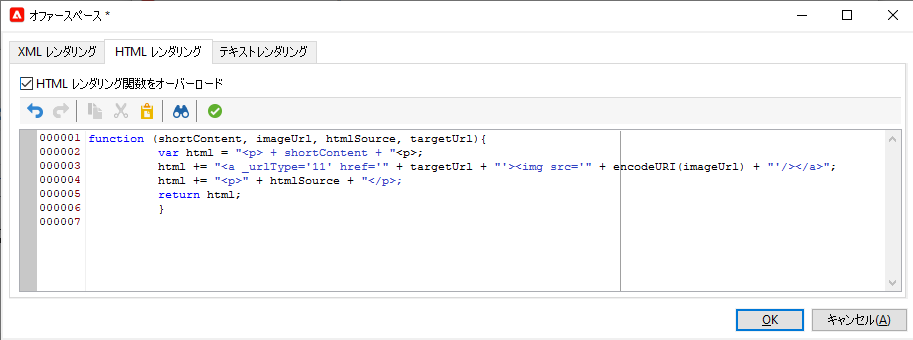 オファースペース *
XML レンダリング HTML レンダリング テキストレンダリング
HTML レンダリング関数をオーバーロード
000001 function (shortContent, imageUrl, htmlSource, targetUrl){
000002 var html = "<p> + shortContent + "<p>;
000003 html += "<a _urlType='11' href='" + targetUrl + "'><img src='" + encodeURI(imageUrl) + "'/></a>";
000004 html += "<p>" + htmlSource + "</p>;
000005 return html;
000006 }
000007
OK キャンセル(A)